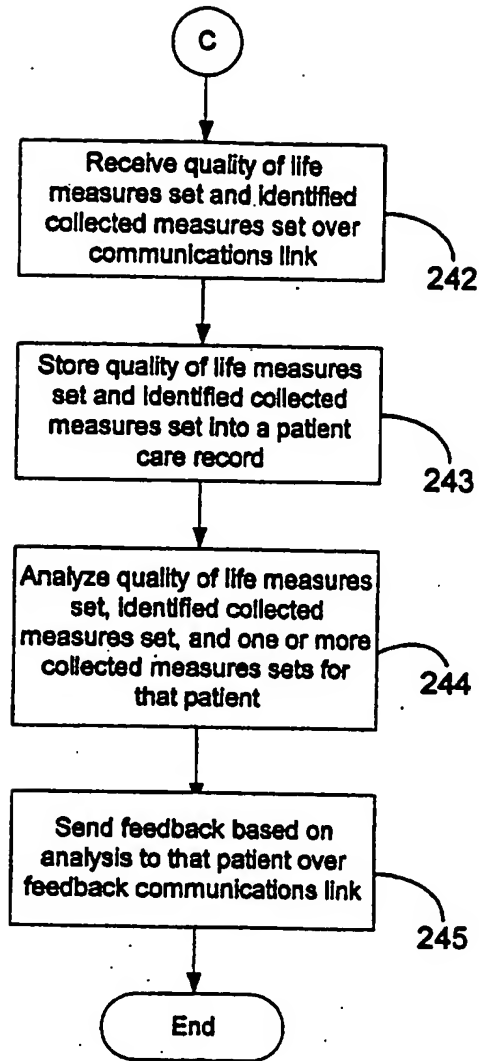 C
Receive quality of life
measures set and identified
collected measures set over
communications link
242
Store quality of life measures
set and identified collected
measures set into a patient
care record
243
Analyze quality of life measures
set, identified collected
measures set, and one or more
collected measures sets for
that patient
244
Send feedback based on
analysis to that patient over
feedback communications link
245
End